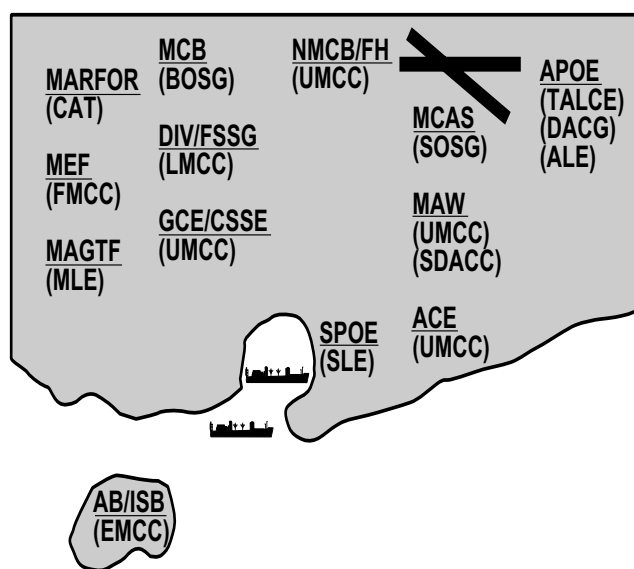 MARFOR
(CAT)
MEF
(FMCC)
MAGTF
(MLE)
MCB
(BOSG)
DIV/FSSG
(LMCC)
GCE/CSSE
(UMCC)
NMCB/FH
(UMCC)
MCAS
(SOSG)
MAW
(UMCC)
(SDACC)
ACE
(UMCC)
APOE
(TALCE)
(DACG)
(ALE)
SPOE
(SLE)
AB/ISB
(EMCC)